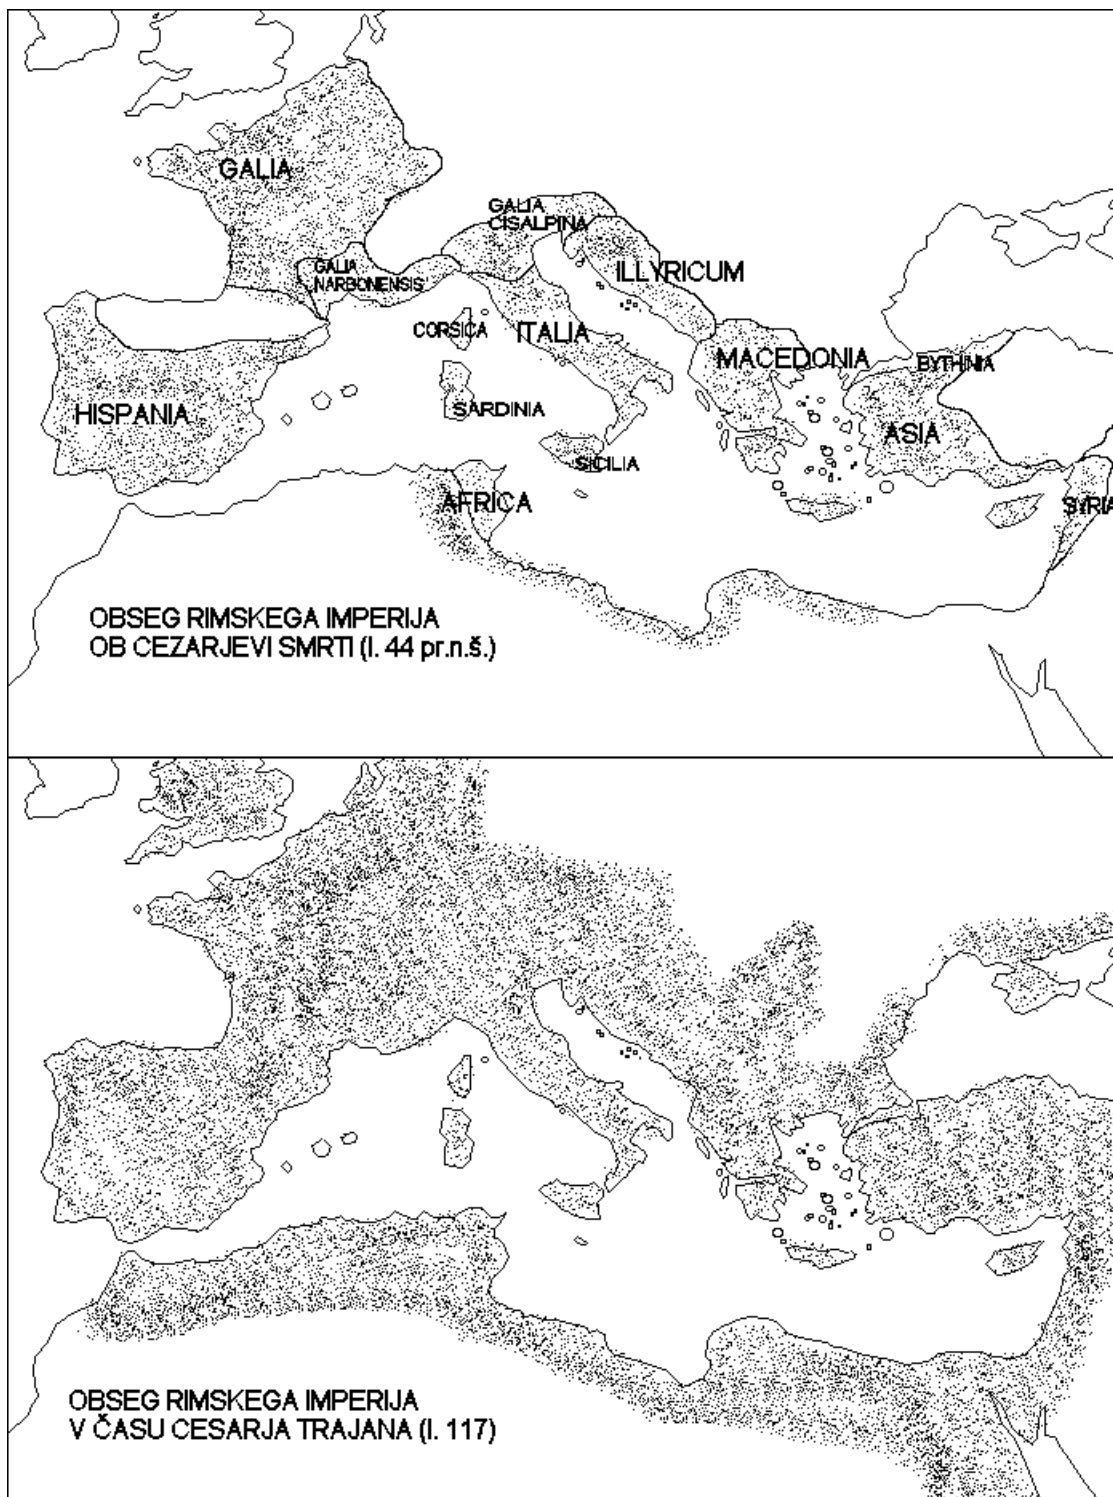 GALIA
GALIA
CISALPINA
GALIA
NARBONENSIS
ILLYRICUM
CORSICA
ITALIA
MACEDONIA
BYTHINIA
HISPANIA
SARDINIA
ASIA
SICILIA
AFRICA
SYRIA
OBSEG RIMSKEGA IMPERIJA
OB CEZARJEVI SMRTI (l. 44 pr.n.š.)
OBSEG RIMSKEGA IMPERIJA
V ČASU CESARJA TRAJANA (l. 117)